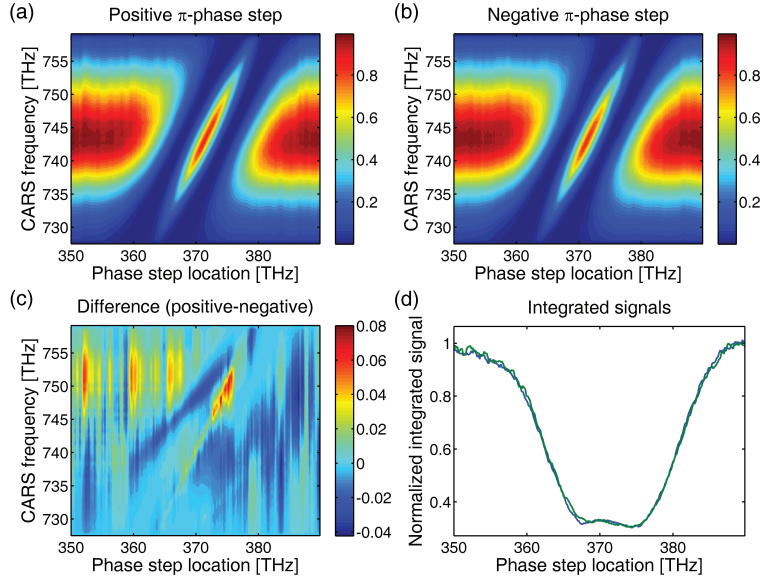 (a) Positive π-phase step
CARS frequency [THz]
755
750
745
740
735
730
350 360 370 380
Phase step location [THz]
0.8
0.6
0.4
0.2
(b) Negative π-phase step
CARS frequency [THz]
755
750
745
740
735
730
350 360 370 380
Phase step location [THz]
0.8
0.6
0.4
0.2
(c) Difference (positive-negative)
CARS frequency [THz]
755
750
745
740
735
730
350 360 370 380
Phase step location [THz]
0.08
0.06
0.04
0.02
0
-0.02
-0.04
(d) Integrated signals
Normalized integrated signal
1
0.8
0.6
0.4
350 360 370 380
Phase step location [THz]